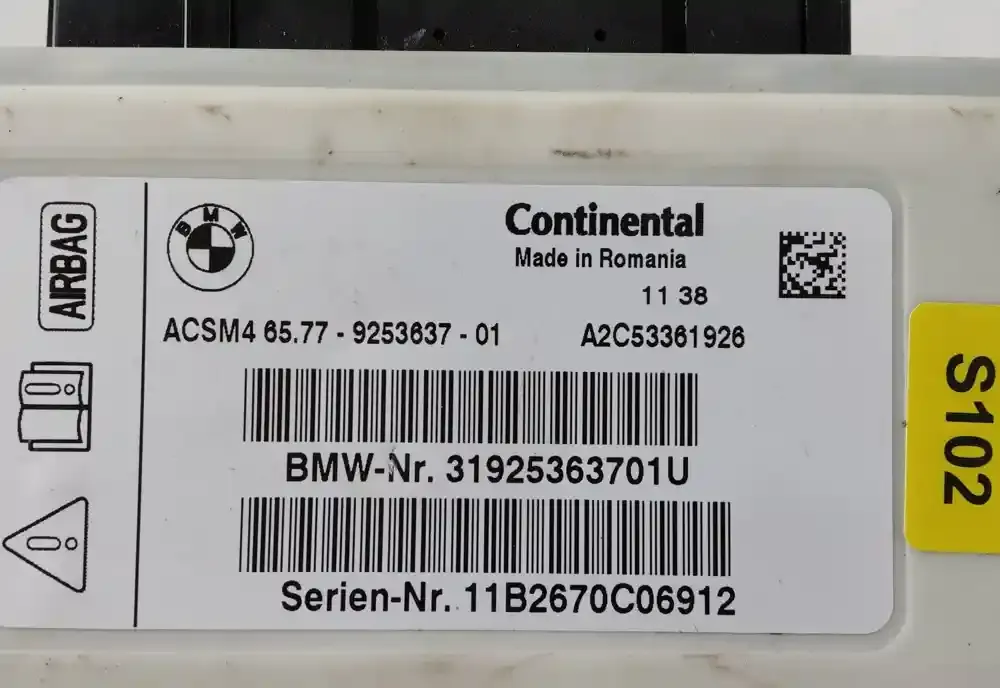 AIRBAG
BMW
Continental
Made in Romania
11 38
ACSM4 65.77 - 9253637 - 01
A2C53361926
BMW-Nr. 31925363701U
Serien-Nr. 11B2670C06912
S102